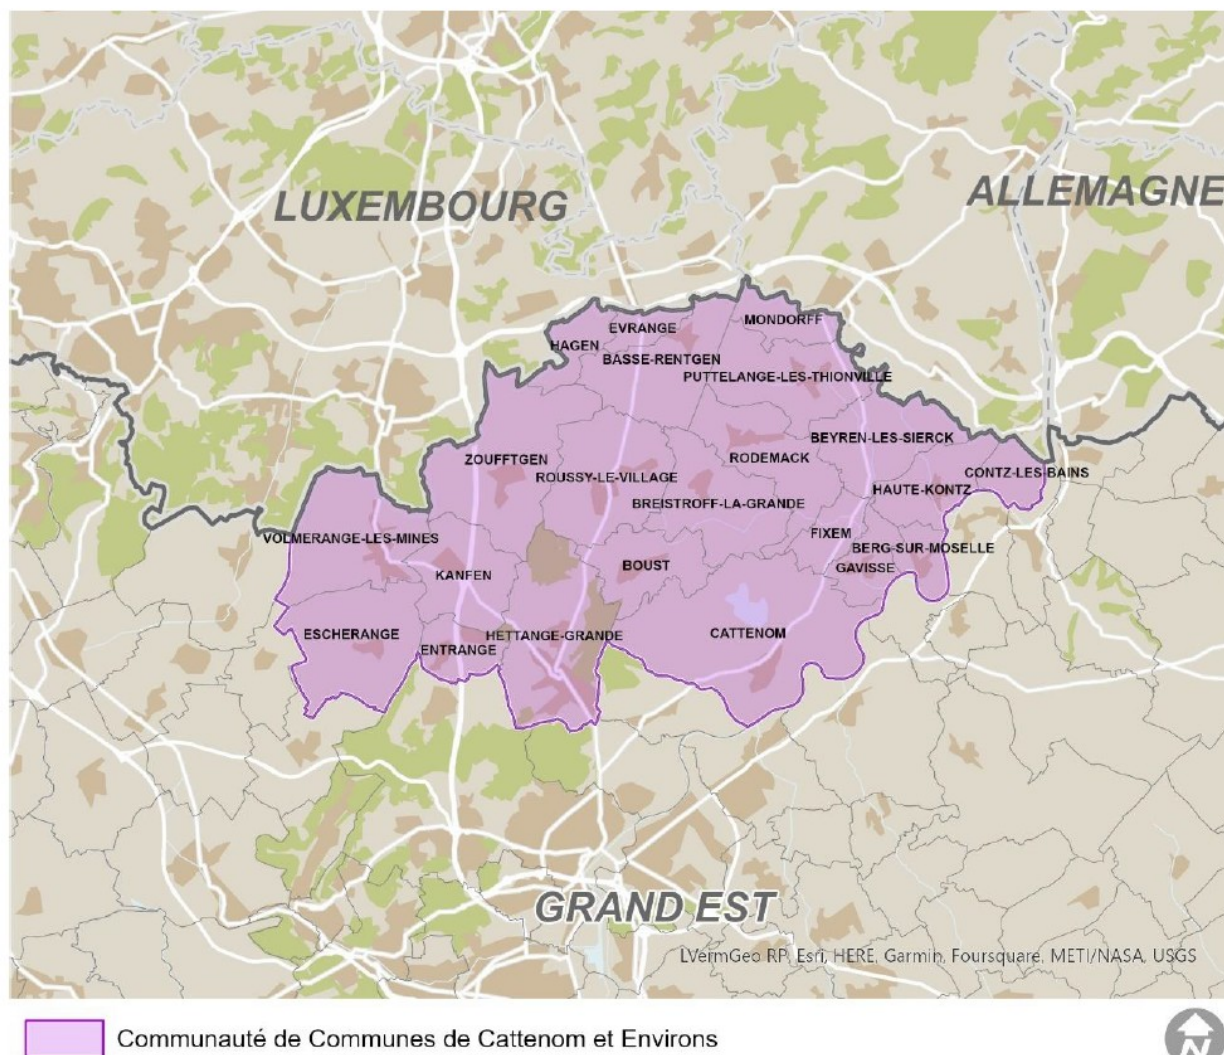 LUXEMBOURG
ALLEMAGNE
MONDORFF
EVRANGE
HAGEN
BASSE-RENTGEN
PUTTELANGE-LES-THIONVILLE
BEYREN-LES-SIERCK
ZOUFFTGEN
RODEMACK
CONTZ-LES-BAINS
ROUSSY-LE-VILLAGE
HAUTE-KONTZ
BREISTROFF-LA-GRANDE
VOLMERANGE-LES-MINES
FIXEM
BERG-SUR-MOSELLE
BOUST
GAVISSE
KANFEN
ESCHERANGE
HETTANGE-GRANDE
CATTENOM
ENTRANGE
GRAND EST
LVermGeo RP, Esri, HERE, Garmin, Foursquare, METI/NASA, USGS
Communauté de Communes de Cattenom et Environs
N